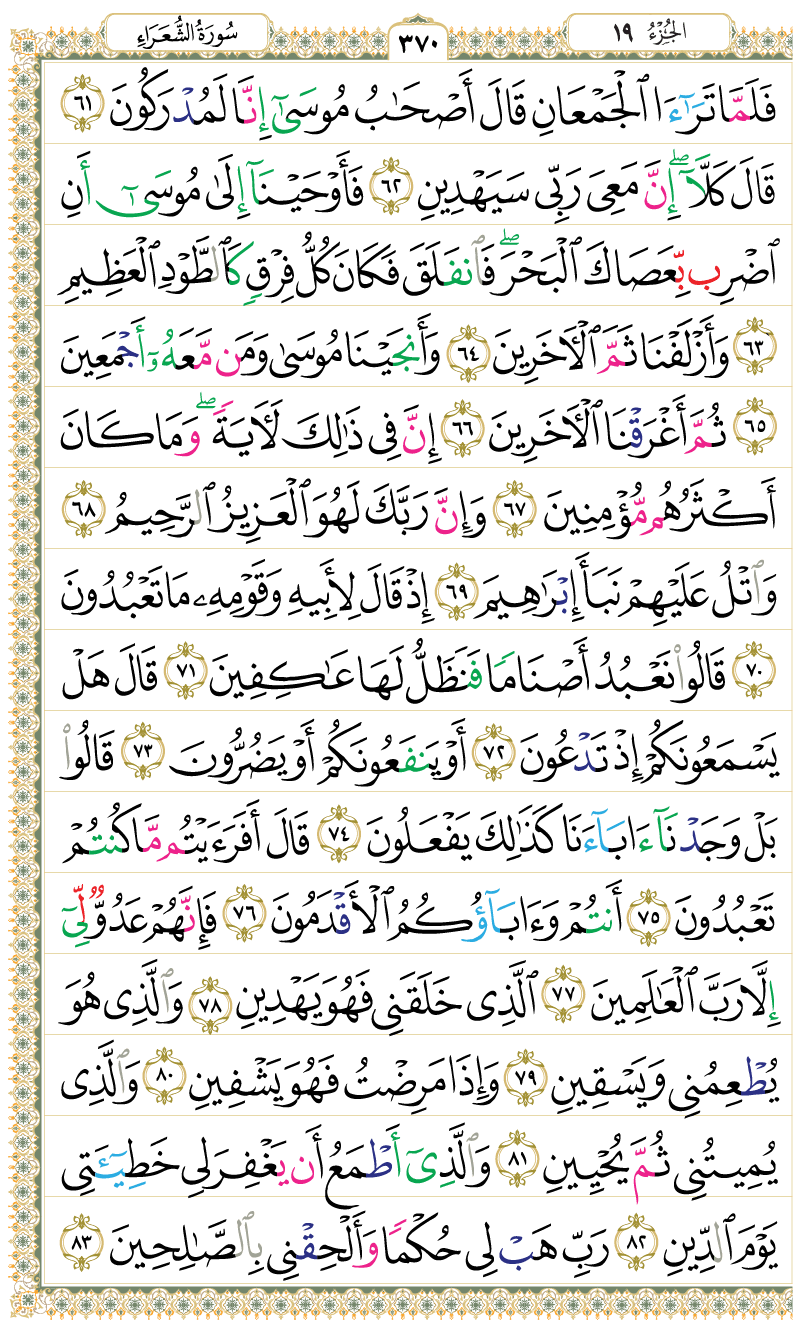 الجُزْءُ ١٩
٣٧٠
سُورَةُ الشُّعَرَاءِ
فَلَمَّا تَرَٰٓءَا ٱلْجَمْعَانِ قَالَ أَصْحَٰبُ مُوسَىٰٓ إِنَّا لَمُدْرَكُونَ ٦١
قَالَ كَلَّآ ۖ إِنَّ مَعِىَ رَبِّى سَيَهْدِينِ ٦٢ فَأَوْحَيْنَآ إِلَىٰ مُوسَىٰٓ أَنِ
ٱضْرِب بِّعَصَاكَ ٱلْبَحْرَ ۖ فَٱنفَلَقَ فَكَانَ كُلُّ فِرْقٍ كَٱلطَّوْدِ ٱلْعَظِيمِ
٦٣ وَأَزْلَفْنَا ثَمَّ ٱلْـَٔاخَرِينَ ٦٤ وَأَنجَيْنَا مُوسَىٰ وَمَن مَّعَهُۥٓ أَجْمَعِينَ
٦٥ ثُمَّ أَغْرَقْنَا ٱلْـَٔاخَرِينَ ٦٦ إِنَّ فِى ذَٰلِكَ لَـَٔايَةً ۖ وَمَا كَانَ
أَكْثَرُهُم مُّؤْمِنِينَ ٦٧ وَإِنَّ رَبَّكَ لَهُوَ ٱلْعَزِيزُ ٱلرَّحِيمُ ٦٨
وَٱتْلُ عَلَيْهِمْ نَبَأَ إِبْرَٰهِيمَ ٦٩ إِذْ قَالَ لِأَبِيهِ وَقَوْمِهِۦ مَا تَعْبُدُونَ
٧٠ قَالُوا۟ نَعْبُدُ أَصْنَامًا فَنَظَلُّ لَهَا عَٰكِفِينَ ٧١ قَالَ هَلْ
يَسْمَعُونَكُمْ إِذْ تَدْعُونَ ٧٢ أَوْ يَنفَعُونَكُمْ أَوْ يَضُرُّونَ ٧٣ قَالُوا۟
بَلْ وَجَدْنَآ ءَابَآءَنَا كَذَٰلِكَ يَفْعَلُونَ ٧٤ قَالَ أَفَرَءَيْتُم مَّا كُنتُمْ
تَعْبُدُونَ ٧٥ أَنتُمْ وَءَابَآؤُكُمُ ٱلْأَقْدَمُونَ ٧٦ فَإِنَّهُمْ عَدُوٌّ لِّىٓ
إِلَّا رَبَّ ٱلْعَٰلَمِينَ ٧٧ ٱلَّذِى خَلَقَنِى فَهُوَ يَهْدِينِ ٧٨ وَٱلَّذِى هُوَ
يُطْعِمُنِى وَيَسْقِينِ ٧٩ وَإِذَا مَرِضْتُ فَهُوَ يَشْفِينِ ٨٠ وَٱلَّذِى
يُمِيتُنِى ثُمَّ يُحْيِينِ ٨١ وَٱلَّذِىٓ أَطْمَعُ أَن يَغْفِرَ لِى خَطِيٓـَٔتِى
يَوْمَ ٱلدِّينِ ٨٢ رَبِّ هَبْ لِى حُكْمًا وَأَلْحِقْنِى بِٱلصَّٰلِحِينَ ٨٣